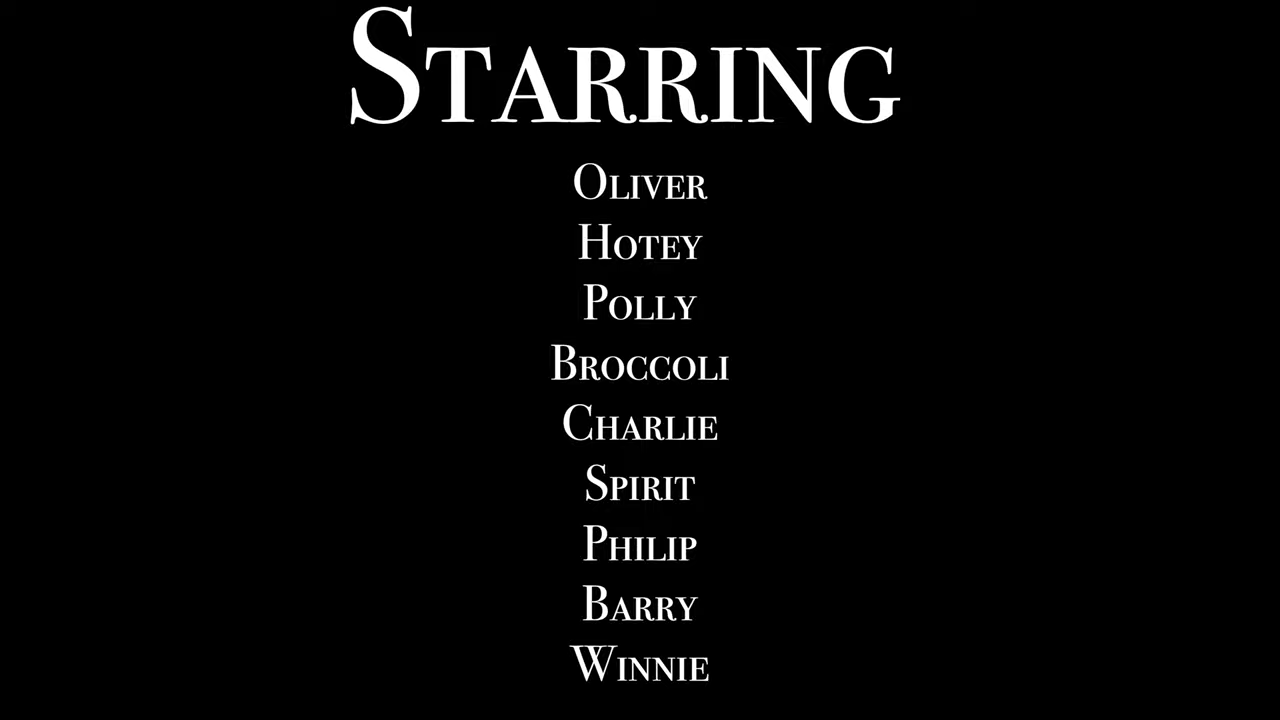 Starring
Oliver
Hotey
Polly
Broccoli
Charlie
Spirit
Philip
Barry
Winnie